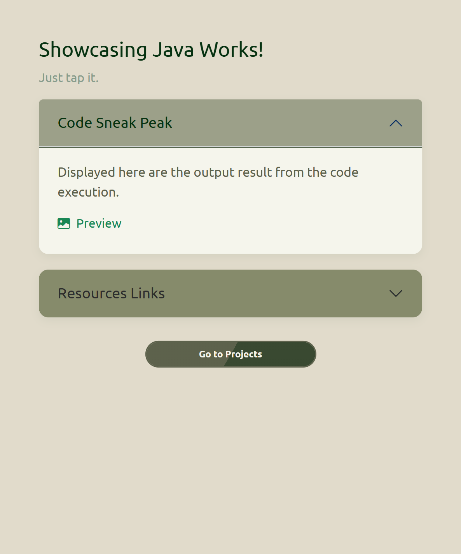 Showcasing Java Works!
Just tap it.
Code Sneak Peak
Displayed here are the output result from the code
execution.
Preview
Resources Links
Go to Projects